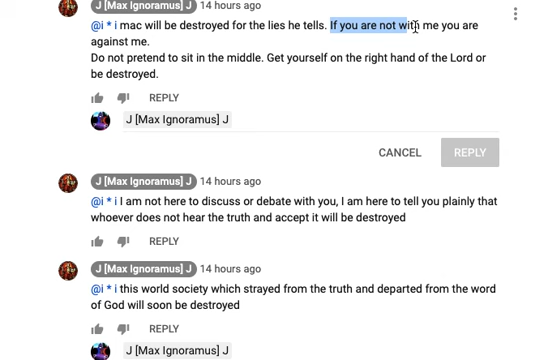 J [Max Ignoramus] J 14 hours ago
@i * i mac will be destroyed for the lies he tells. If you are not with me you are
against me.
Do not pretend to sit in the middle. Get yourself on the right hand of the Lord or
be destroyed.
REPLY
J [Max Ignoramus] J
CANCEL REPLY
J [Max Ignoramus] J 14 hours ago
@i * i I am not here to discuss or debate with you, I am here to tell you plainly that
whoever does not hear the truth and accept it will be destroyed
REPLY
J [Max Ignoramus] J 14 hours ago
@i * i this world society which strayed from the truth and departed from the word
of God will soon be destroyed
REPLY
J [Max Ignoramus] J